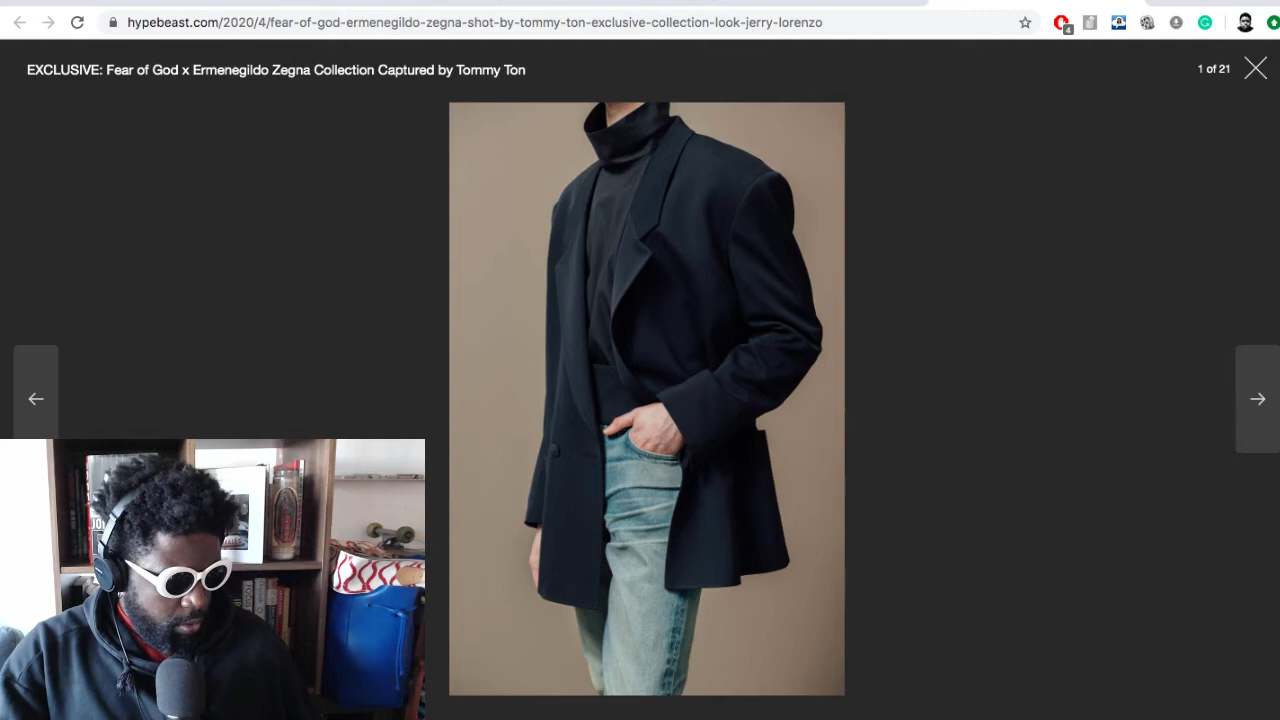 hypebeast.com/2020/4/fear-of-god-ermenegildo-zegna-shot-by-tommy-ton-exclusive-collection-look-jerry-lorenzo
4
EXCLUSIVE: Fear of God x Ermenegildo Zegna Collection Captured by Tommy Ton
1 of 21